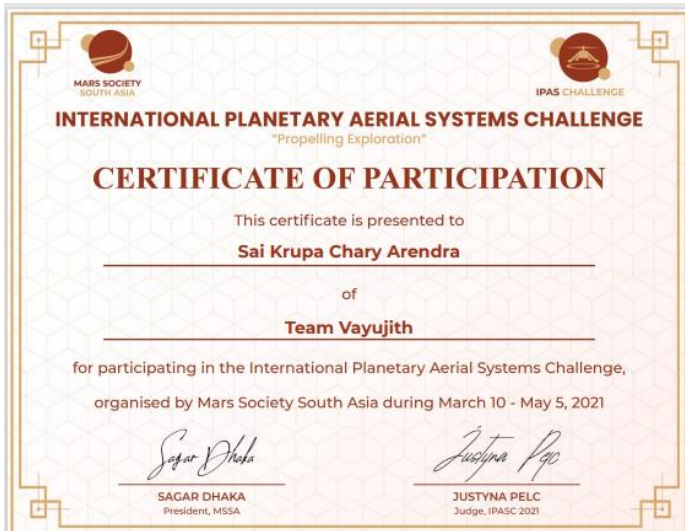 MARS SOCIETY
SOUTH ASIA
IPAS CHALLENGE
INTERNATIONAL PLANETARY AERIAL SYSTEMS CHALLENGE
"Propelling Exploration"
CERTIFICATE OF PARTICIPATION
This certificate is presented to
Sai Krupa Chary Arendra
of
Team Vayujith
for participating in the International Planetary Aerial Systems Challenge,
organised by Mars Society South Asia during March 10 - May 5, 2021
Sagar Dhaka
Justyna Pelc
SAGAR DHAKA
President, MSSA
JUSTYNA PELC
Judge, IPASC 2021